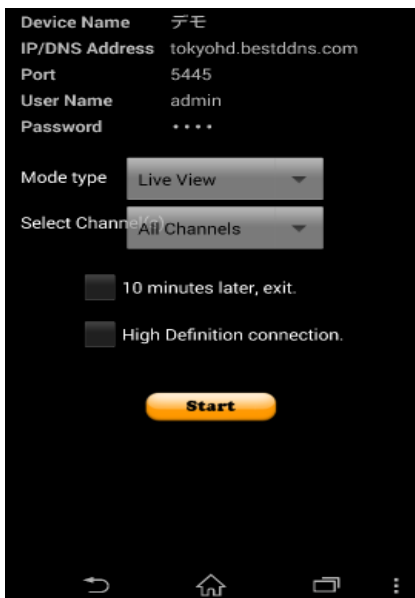 Device Name デモ
IP/DNS Address tokyohd.bestddns.com
Port 5445
User Name admin
Password ••••
Mode type Live View
Select Channel(s) All Channels
10 minutes later, exit.
High Definition connection.
Start